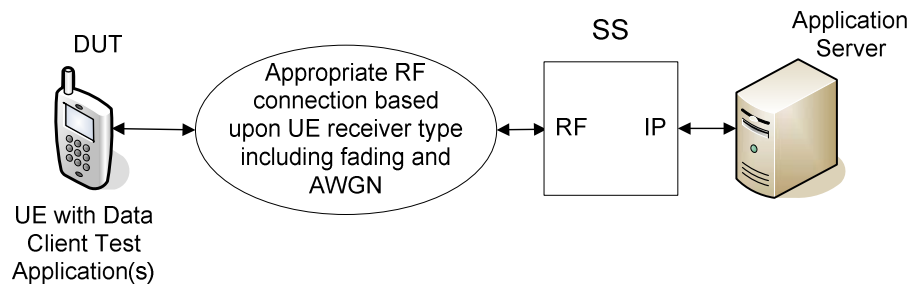 DUT
UE with Data
Client Test
Application(s)
Appropriate RF
connection based
upon UE receiver type
including fading and
AWGN
SS
RF
IP
Application
Server